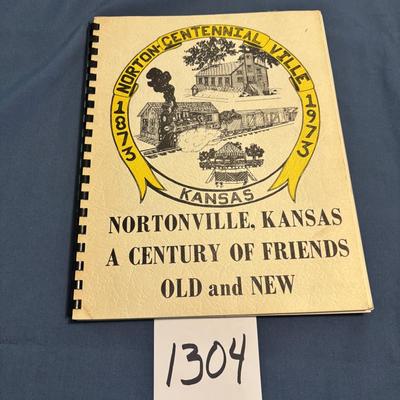 NORTON-CENTENNIAL VILLE
1873
1973
KANSAS
NORTONVILLE, KANSAS
A CENTURY OF FRIENDS
OLD and NEW
1304